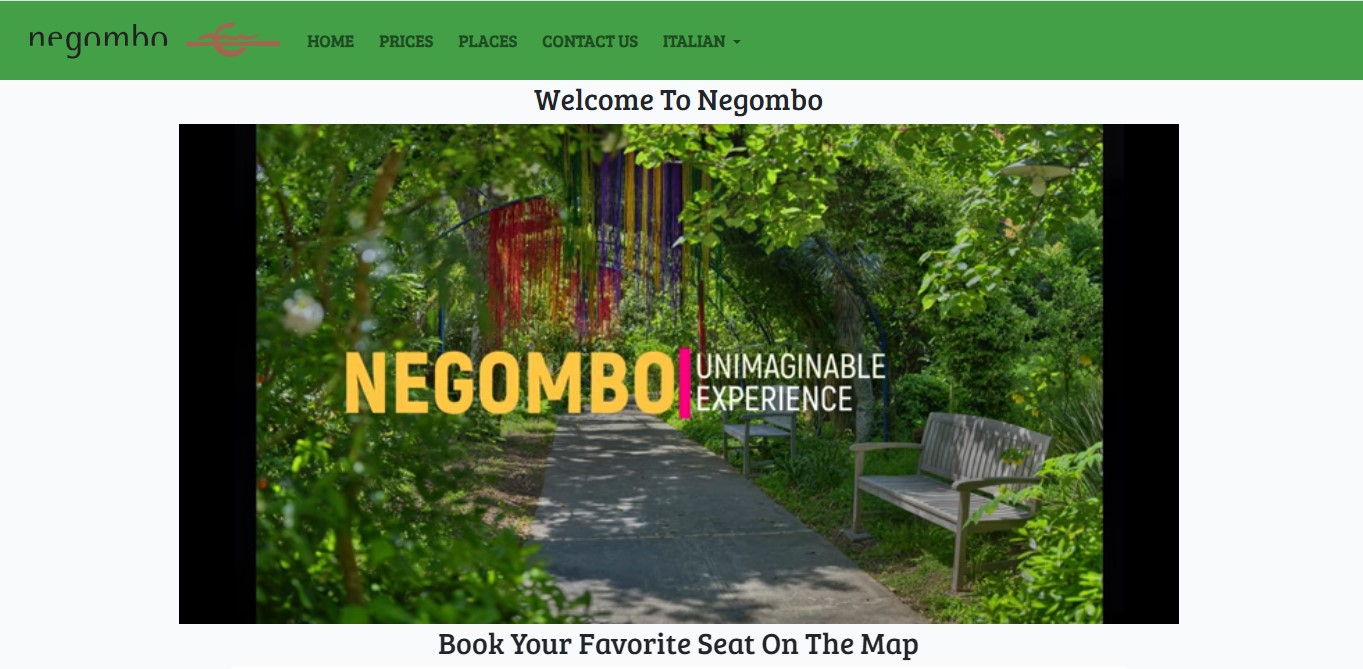 negombo
HOME PRICES PLACES CONTACT US ITALIAN
Welcome To Negombo
NEGOMBO
UNIMAGINABLE
EXPERIENCE
Book Your Favorite Seat On The Map